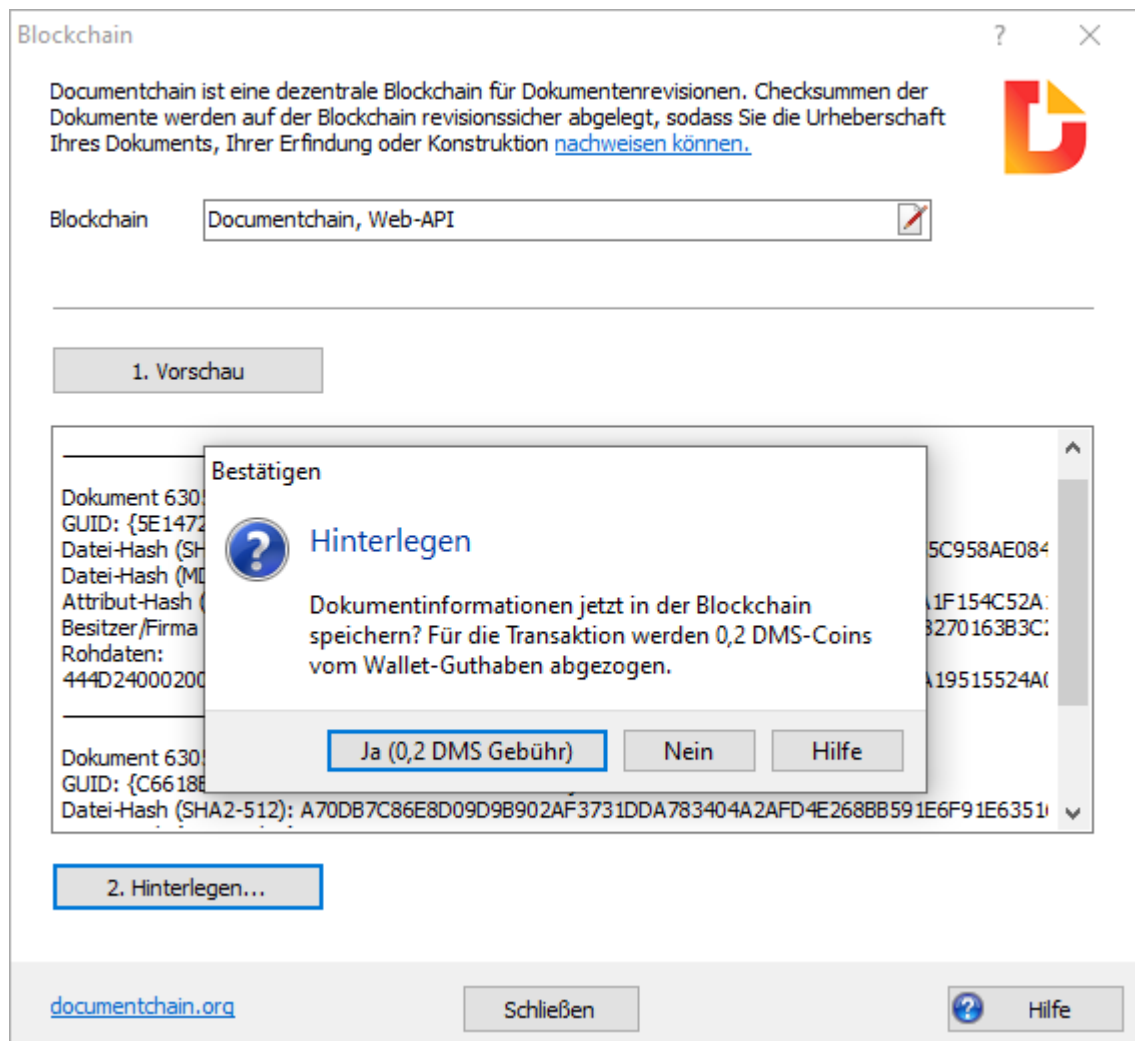 Blockchain
Documentchain ist eine dezentrale Blockchain für Dokumentenrevisionen. Checksummen der
Dokumente werden auf der Blockchain revisionssicher abgelegt, sodass Sie die Urheberschaft
Ihres Dokuments, Ihrer Erfindung oder Konstruktion nachweisen können.
Blockchain
Documentchain, Web-API
1. Vorschau
Dokument 630
GUID: {5E1472
Datei-Hash (SH
5C958AE084
Datei-Hash (MD
Attribut-Hash (
A1F154C52A
Besitzer/Firma
8270163B3C
Rohdaten:
444D24000200
A19515524A
Bestätigen
Hinterlegen
Dokumentinformationen jetzt in der Blockchain
speichern? Für die Transaktion werden 0,2 DMS-Coins
vom Wallet-Guthaben abgezogen.
Ja (0,2 DMS Gebühr)
Nein
Hilfe
Dokument 630
GUID: {C6618
Datei-Hash (SHA2-512): A70DB7C86E8D09D9B902AF3731DDA783404A2AFD4E268BB591E6F91E6351
2. Hinterlegen...
documentchain.org
Schließen
Hilfe